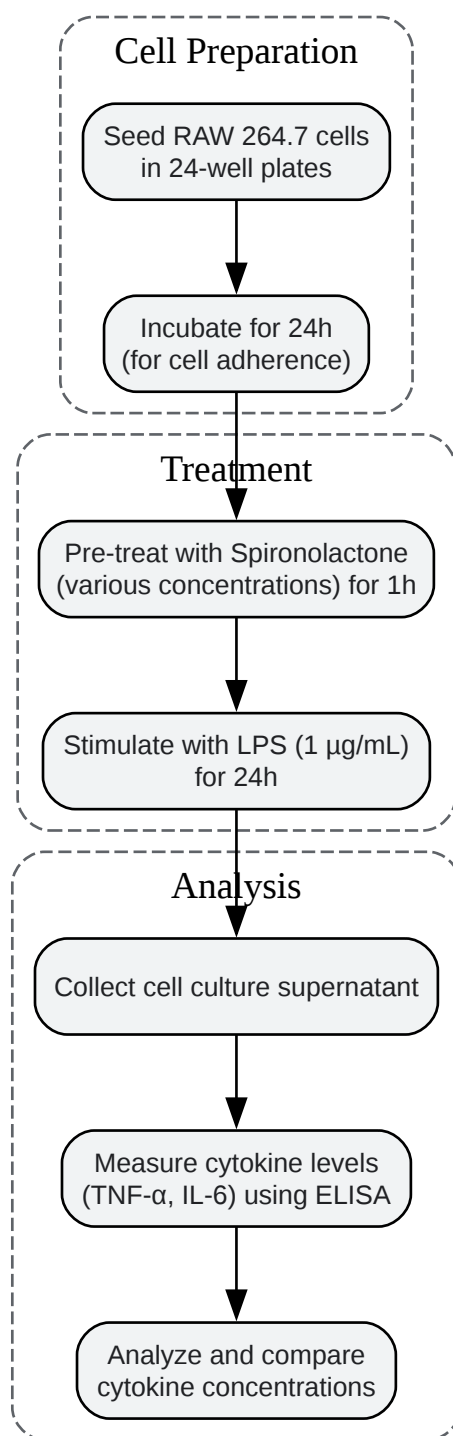 Cell Preparation
Seed RAW 264.7 cells
in 24-well plates
Incubate for 24h
(for cell adherence)
Treatment
Pre-treat with Spironolactone
(various concentrations) for 1h
Stimulate with LPS (1 µg/mL)
for 24h
Analysis
Collect cell culture supernatant
Measure cytokine levels
(TNF-α, IL-6) using ELISA
Analyze and compare
cytokine concentrations